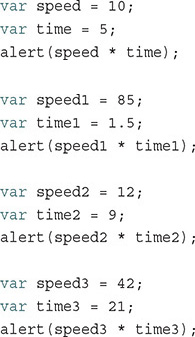 var speed = 10;
var time = 5;
alert(speed * time);
var speed1 = 85;
var time1 = 1.5;
alert(speed1 * time1);
var speed2 = 12;
var time2 = 9;
alert(speed2 * time2);
var speed3 = 42;
var time3 = 21;
alert(speed3 * time3);